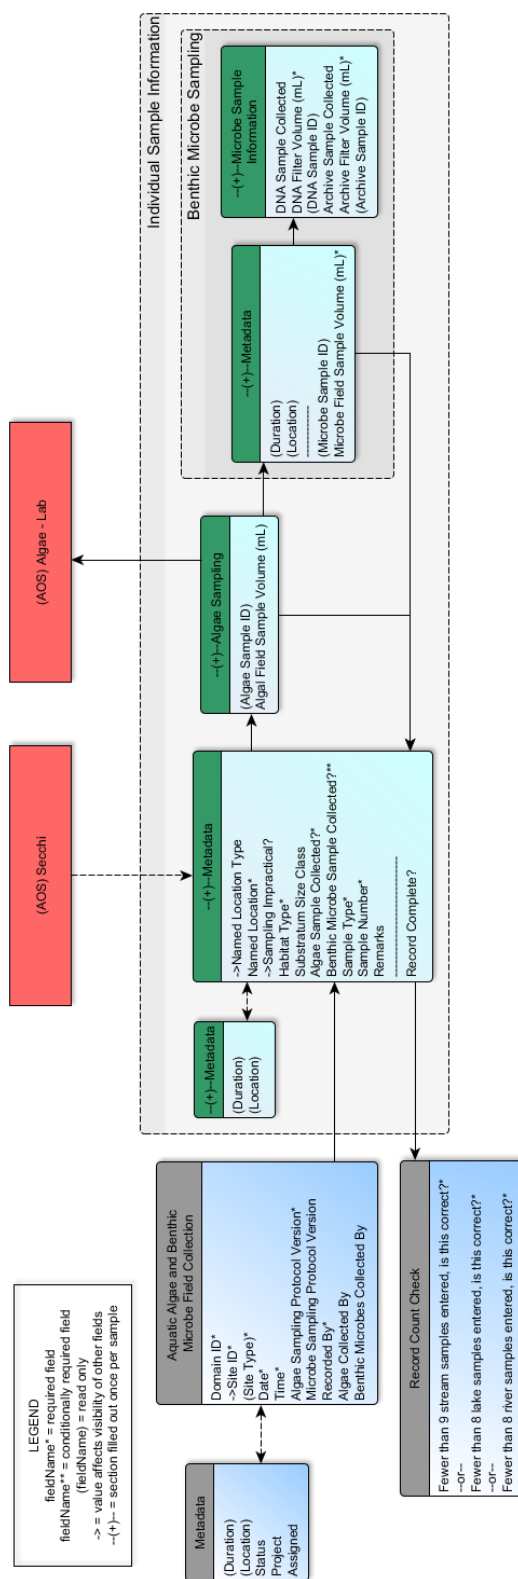 LEGEND
fieldName* = required field
fieldName** = conditionally required field
(fieldName) = read only
-> = value affects visibility of other fields
--(+)-- = section filled out once per sample
Metadata
(Duration)
(Location)
Status
Project
Assigned
Aquatic Algae and Benthic
Microbe Field Collection
Domain ID*
->Site ID*
(Site Type)*
Date*
Time*
Algae Sampling Protocol Version*
Microbe Sampling Protocol Version
Recorded By*
Algae Collected By
Benthic Microbes Collected By
Record Count Check
Fewer than 9 stream samples entered, is this correct?*
--or--
Fewer than 8 lake samples entered, is this correct?*
--or--
Fewer than 8 river samples entered, is this correct?*
Individual Sample Information
--(+)--Metadata
(Duration)
(Location)
(AOS) Secchi
--(+)--Metadata
->Named Location Type
Named Location*
->Sampling Impractical?
Habitat Type*
Substratum Size Class
Algae Sample Collected?*
Benthic Microbe Sample Collected?**
Sample Type*
Sample Number*
Remarks
--------------------
Record Complete?
(AOS) Algae - Lab
--(+)--Algae Sampling
(Algae Sample ID)
Algal Field Sample Volume (mL)
Benthic Microbe Sampling
--(+)--Metadata
(Duration)
(Location)
--------------------
(Microbe Sample ID)
Microbe Field Sample Volume (mL)*
--(+)--Microbe Sample
Information
DNA Sample Collected
DNA Filter Volume (mL)*
(DNA Sample ID)
Archive Sample Collected
Archive Filter Volume (mL)*
(Archive Sample ID)